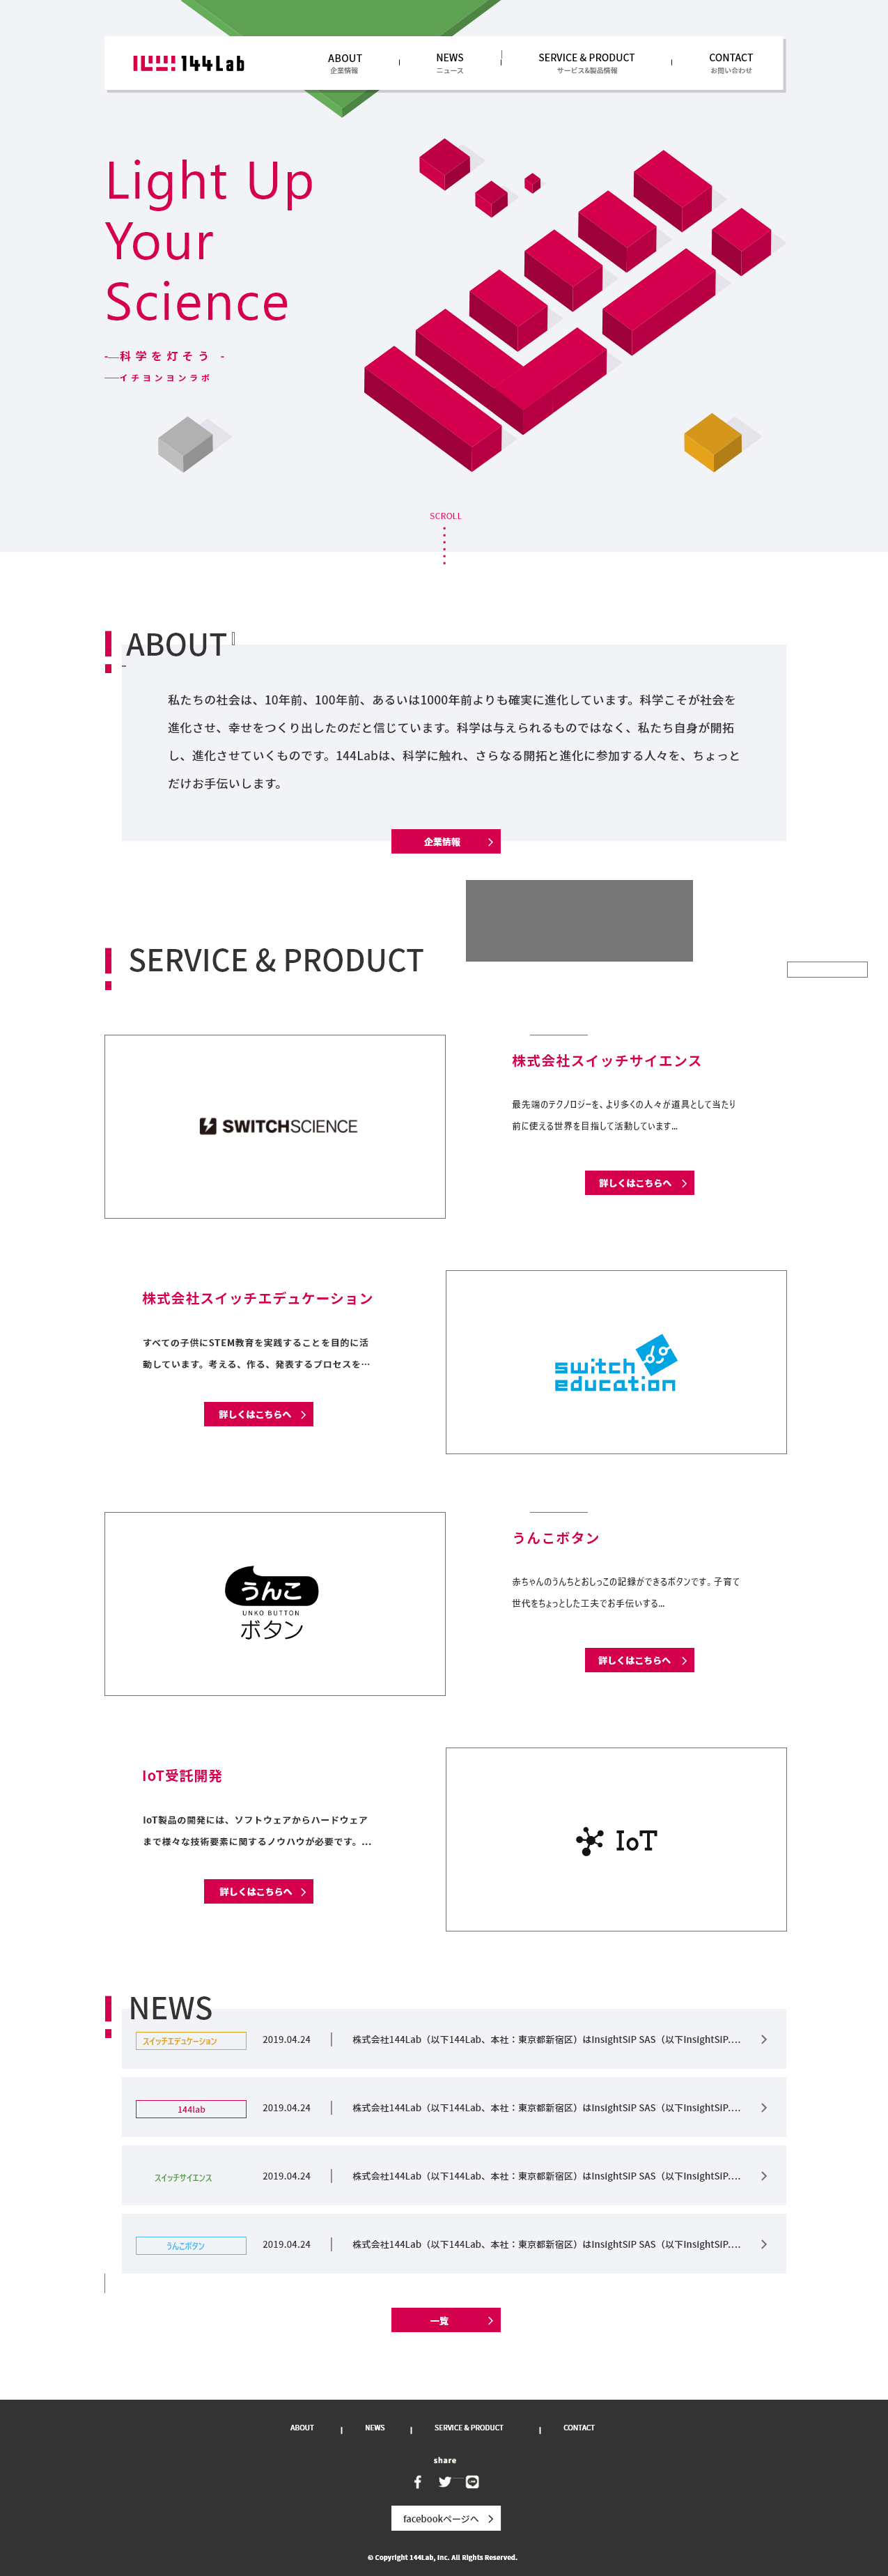 144Lab
ABOUT
企業情報
NEWS
ニュース
SERVICE & PRODUCT
サービス&製品情報
CONTACT
お問い合わせ
Light Up
Your
Science
- 科学を灯そう -
イチヨンヨンラボ
SCROLL
ABOUT
私たちの社会は、10年前、100年前、あるいは1000年前よりも確実に進化しています。科学こそが社会を
進化させ、幸せをつくり出したのだと信じています。科学は与えられるものではなく、私たち自身が開拓
し、進化させていくものです。144Labは、科学に触れ、さらなる開拓と進化に参加する人々を、ちょっと
だけお手伝いします。
企業情報
SERVICE & PRODUCT
SWITCHSCIENCE
株式会社スイッチサイエンス
最先端のテクノロジーを、より多くの人々が道具として当たり
前に使える世界を目指して活動しています...
詳しくはこちらへ
株式会社スイッチエデュケーション
すべての子供にSTEM教育を実践することを目的に活
動しています。考える、作る、発表するプロセスを…
詳しくはこちらへ
switch
education
うんこ
UNKO BUTTON
ボタン
うんこボタン
赤ちゃんのうんちとおしっこの記録ができるボタンです。子育て
世代をちょっとした工夫でお手伝いする...
詳しくはこちらへ
IoT受託開発
IoT製品の開発には、ソフトウェアからハードウェア
まで様々な技術要素に関するノウハウが必要です。...
詳しくはこちらへ
IoT
NEWS
スイッチエデュケーション 2019.04.24 株式会社144Lab（以下144Lab、本社：東京都新宿区）はInsightSiP SAS（以下InsightSiP....
144lab 2019.04.24 株式会社144Lab（以下144Lab、本社：東京都新宿区）はInsightSiP SAS（以下InsightSiP....
スイッチサイエンス 2019.04.24 株式会社144Lab（以下144Lab、本社：東京都新宿区）はInsightSiP SAS（以下InsightSiP....
うんこボタン 2019.04.24 株式会社144Lab（以下144Lab、本社：東京都新宿区）はInsightSiP SAS（以下InsightSiP....
一覧
ABOUT NEWS SERVICE & PRODUCT CONTACT
share
facebookページへ
© Copyright 144Lab, Inc. All Rights Reserved.